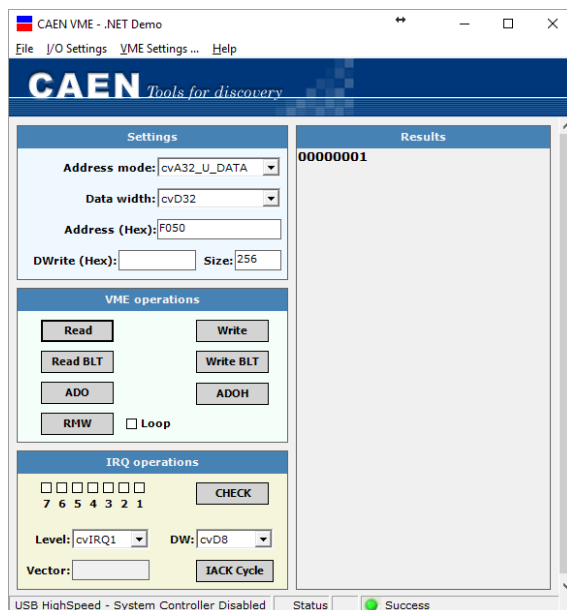 CAEN VME - .NET Demo
File I/O Settings VME Settings ... Help
CAEN Tools for discovery
Settings
Address mode: cvA32_U_DATA
Data width: cvD32
Address (Hex): F050
DWrite (Hex): Size: 256
VME operations
Read Write
Read BLT Write BLT
ADO ADOH
RMW Loop
IRQ operations
CHECK
7 6 5 4 3 2 1
Level: cvIRQ1 DW: cvD8
Vector: IACK Cycle
Results
00000001
USB HighSpeed - System Controller Disabled Status Success